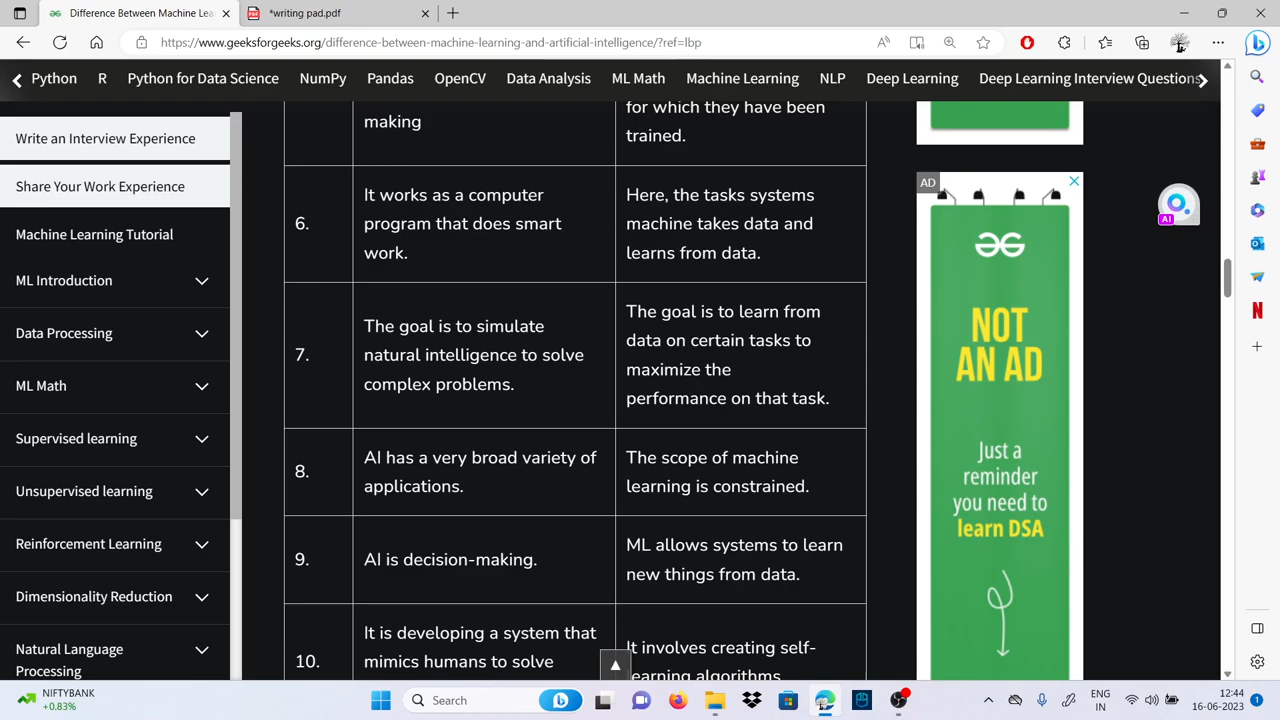 Difference Between Machine Lea
*writing pad.pdf
https://www.geeksforgeeks.org/difference-between-machine-learning-and-artificial-intelligence/?ref=lbp
Python R Python for Data Science NumPy Pandas OpenCV Data Analysis ML Math Machine Learning NLP Deep Learning Deep Learning Interview Questions
Write an Interview Experience
Share Your Work Experience
Machine Learning Tutorial
ML Introduction
Data Processing
ML Math
Supervised learning
Unsupervised learning
Reinforcement Learning
Dimensionality Reduction
Natural Language
Processing
making
for which they have been
trained.
6.
It works as a computer
program that does smart
work.
Here, the tasks systems
machine takes data and
learns from data.
7.
The goal is to simulate
natural intelligence to solve
complex problems.
The goal is to learn from
data on certain tasks to
maximize the
performance on that task.
8.
AI has a very broad variety of
applications.
The scope of machine
learning is constrained.
9.
AI is decision-making.
ML allows systems to learn
new things from data.
10.
It is developing a system that
mimics humans to solve
It involves creating self-
learning algorithms
AD
NOT
AN AD
Just a
reminder
you need to
learn DSA
AI
NIFTYBANK
+0.83%
Search
ENG
IN
12:44
16-06-2023